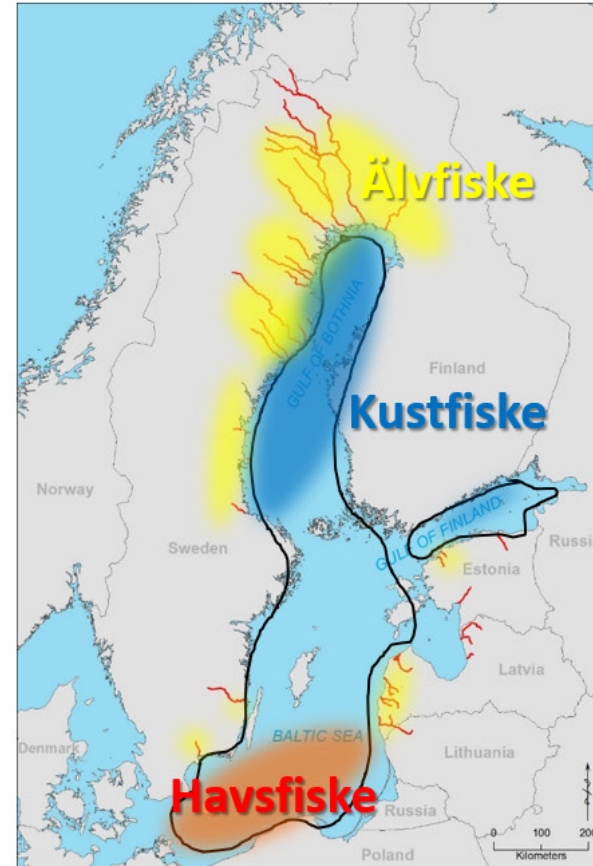 Älvfiske
GULF OF BOTHNIA
Finland
Kustfiske
Norway
Sweden
GULF OF FINLAND
Russia
Estonia
Latvia
BALTIC SEA
Denmark
Lithuania
Havsfiske
Russia
Poland
0 100 200
Kilometers